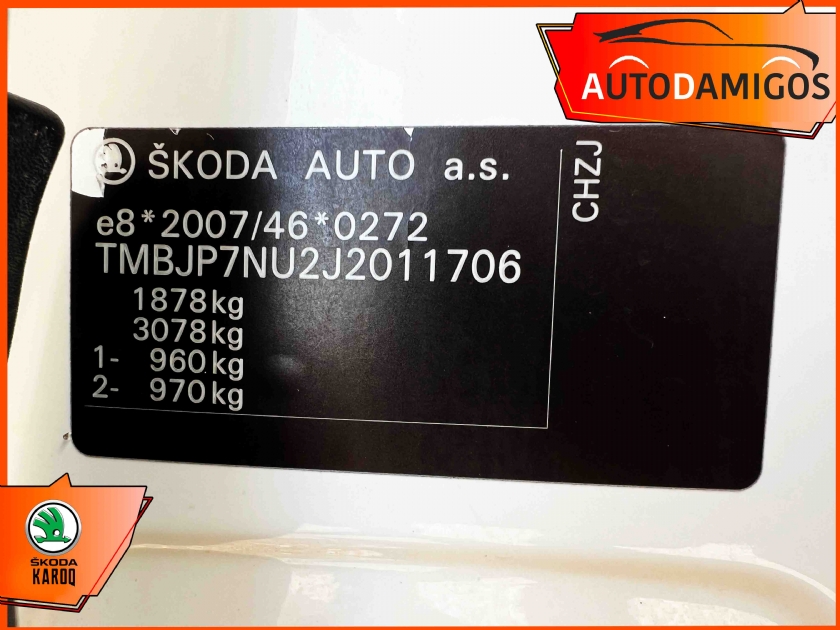 AUTODAMIGOS
ŠKODA AUTO a.s.
CHZJ
e8*2007/46*0272
TMBJP7NU2J2011706
1878kg
3078kg
1- 960kg
2- 970kg
ŠKODA
KAROQ